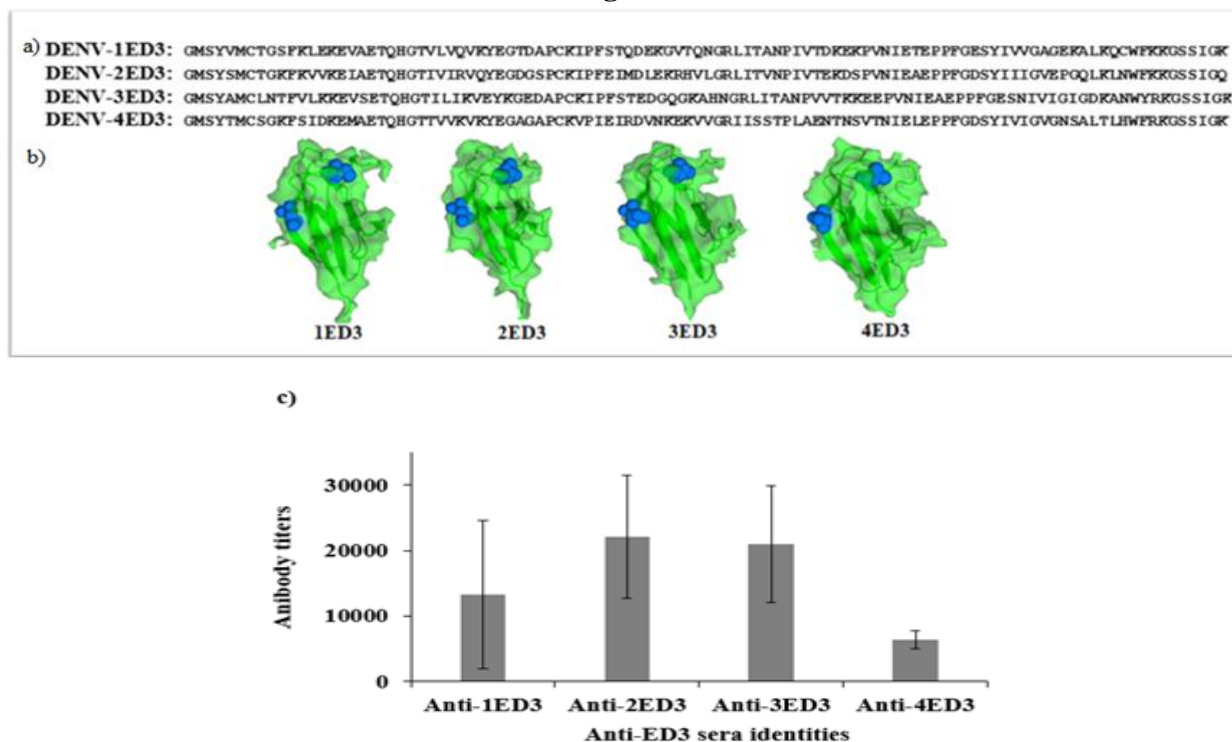 a) DENV-1ED3: GMSYVMCTGSFKLEKEVAETQHGTVLVQVKYEGTDAPCKIPFSTQDEKGVTQNGRLITANPIVTDKEKPVNIETEPPFGESYIVVGAGEKALKQCWFKKGSSIGK
DENV-2ED3: GMSYSMCTGKFKVVKEIAETQHGTIVIRVQYEGDGSPCKIPFEIMDLEKRHVLGRLITVNPIVTEKDSPVNIEAEPPFGDSYIIIGVEPGQLKLNWFKKGSSIGQ
DENV-3ED3: GMSYAMCLNTFVLKKEVSETQHGTILIKVEYKGEDAPCKIPFSTEDGQGKAHNGRLITANPVVTKKEEPVNIEAEPPFGESNIVIGIGDKANWYRKGSSIGK
DENV-4ED3: GMSYTMCSGKFSIDKEMAETQHGTTVVKVKYEGAGAPCKVPIEIRDVNKEKVVGRIISSTPLAENTNSVTNIELEPPFGDSYIVIGVGNSALTLHWFRKGSSIGK
b)
1ED3 2ED3 3ED3 4ED3
c)
30000
20000
10000
0
Anibody titers
Anti-1ED3 Anti-2ED3 Anti-3ED3 Anti-4ED3
Anti-ED3 sera identities